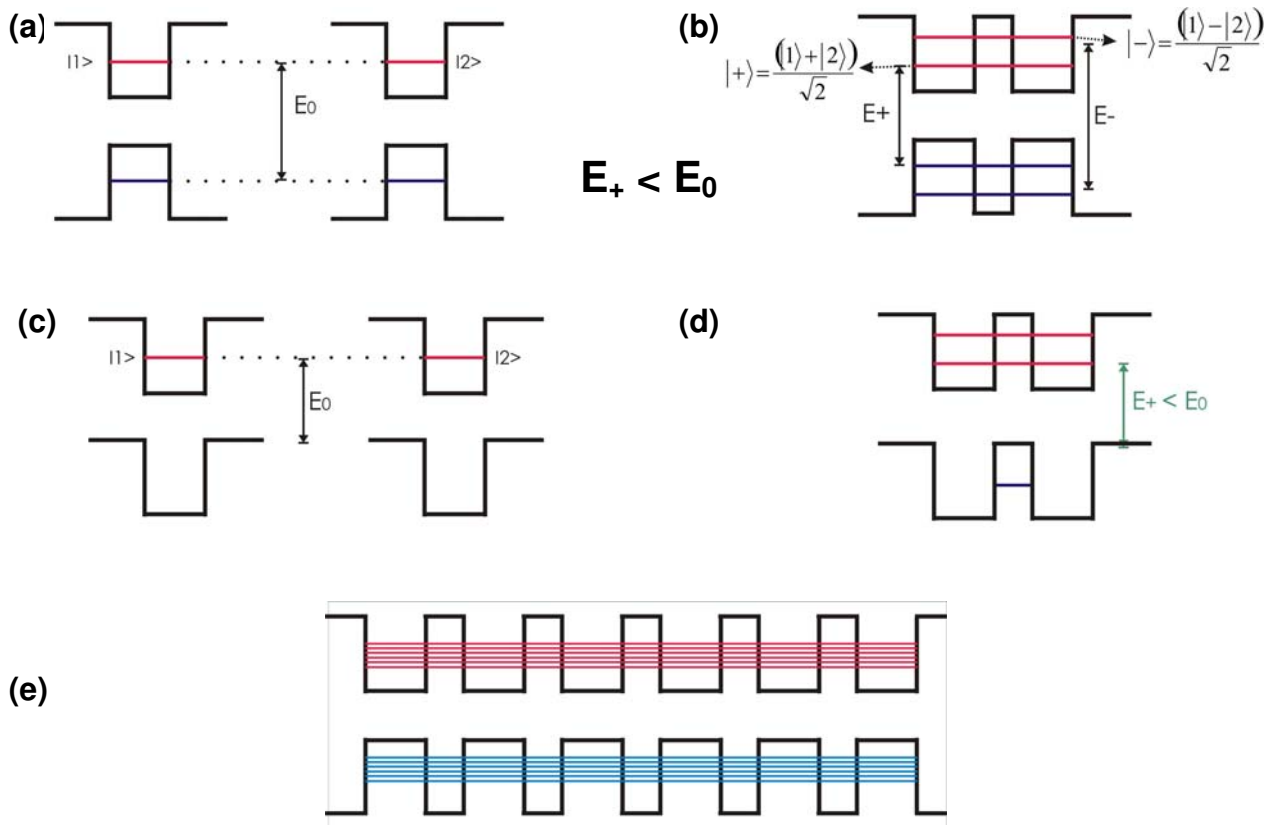 (a)
|1>
|2>
E0
(b)
|+⟩=(|1⟩+|2⟩)/√2
|−⟩=(|1⟩−|2⟩)/√2
E+
E-
E+ < E0
(c)
|1>
|2>
E0
(d)
E+ < E0
(e)